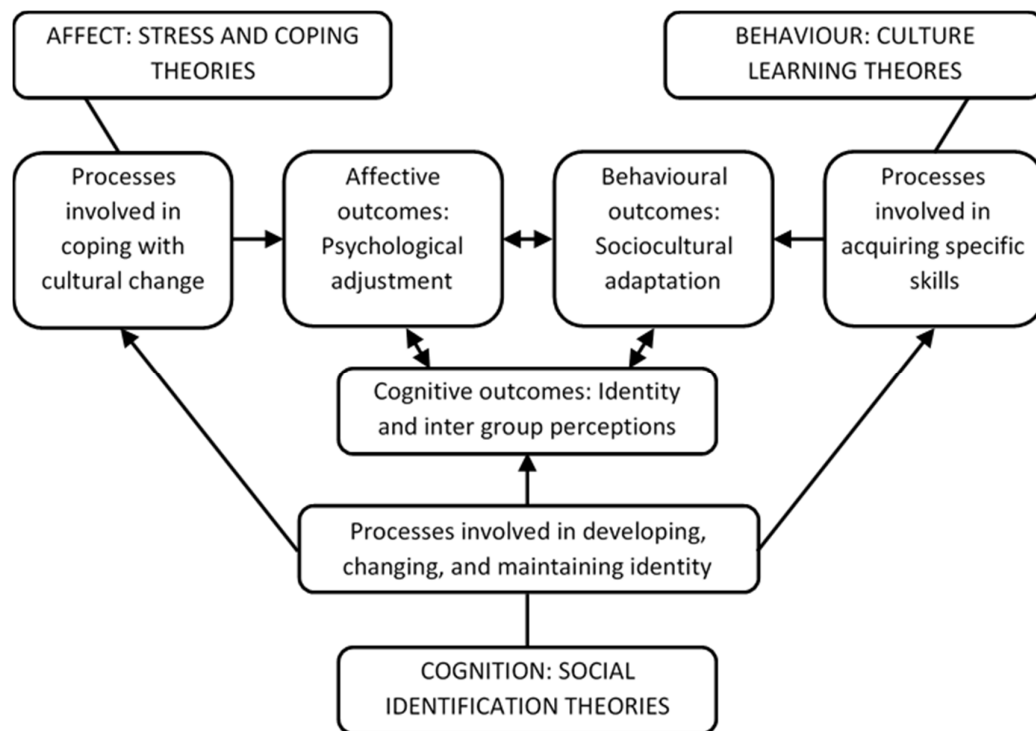 AFFECT: STRESS AND COPING
THEORIES
BEHAVIOUR: CULTURE
LEARNING THEORES
Processes
involved in
coping with
cultural change
Affective
outcomes:
Psychological
adjustment
Behavioural
outcomes:
Sociocultural
adaptation
Processes
involved in
acquiring specific
skills
Cognitive outcomes: Identity
and inter group perceptions
Processes involved in developing,
changing, and maintaining identity
COGNITION: SOCIAL
IDENTIFICATION THEORIES